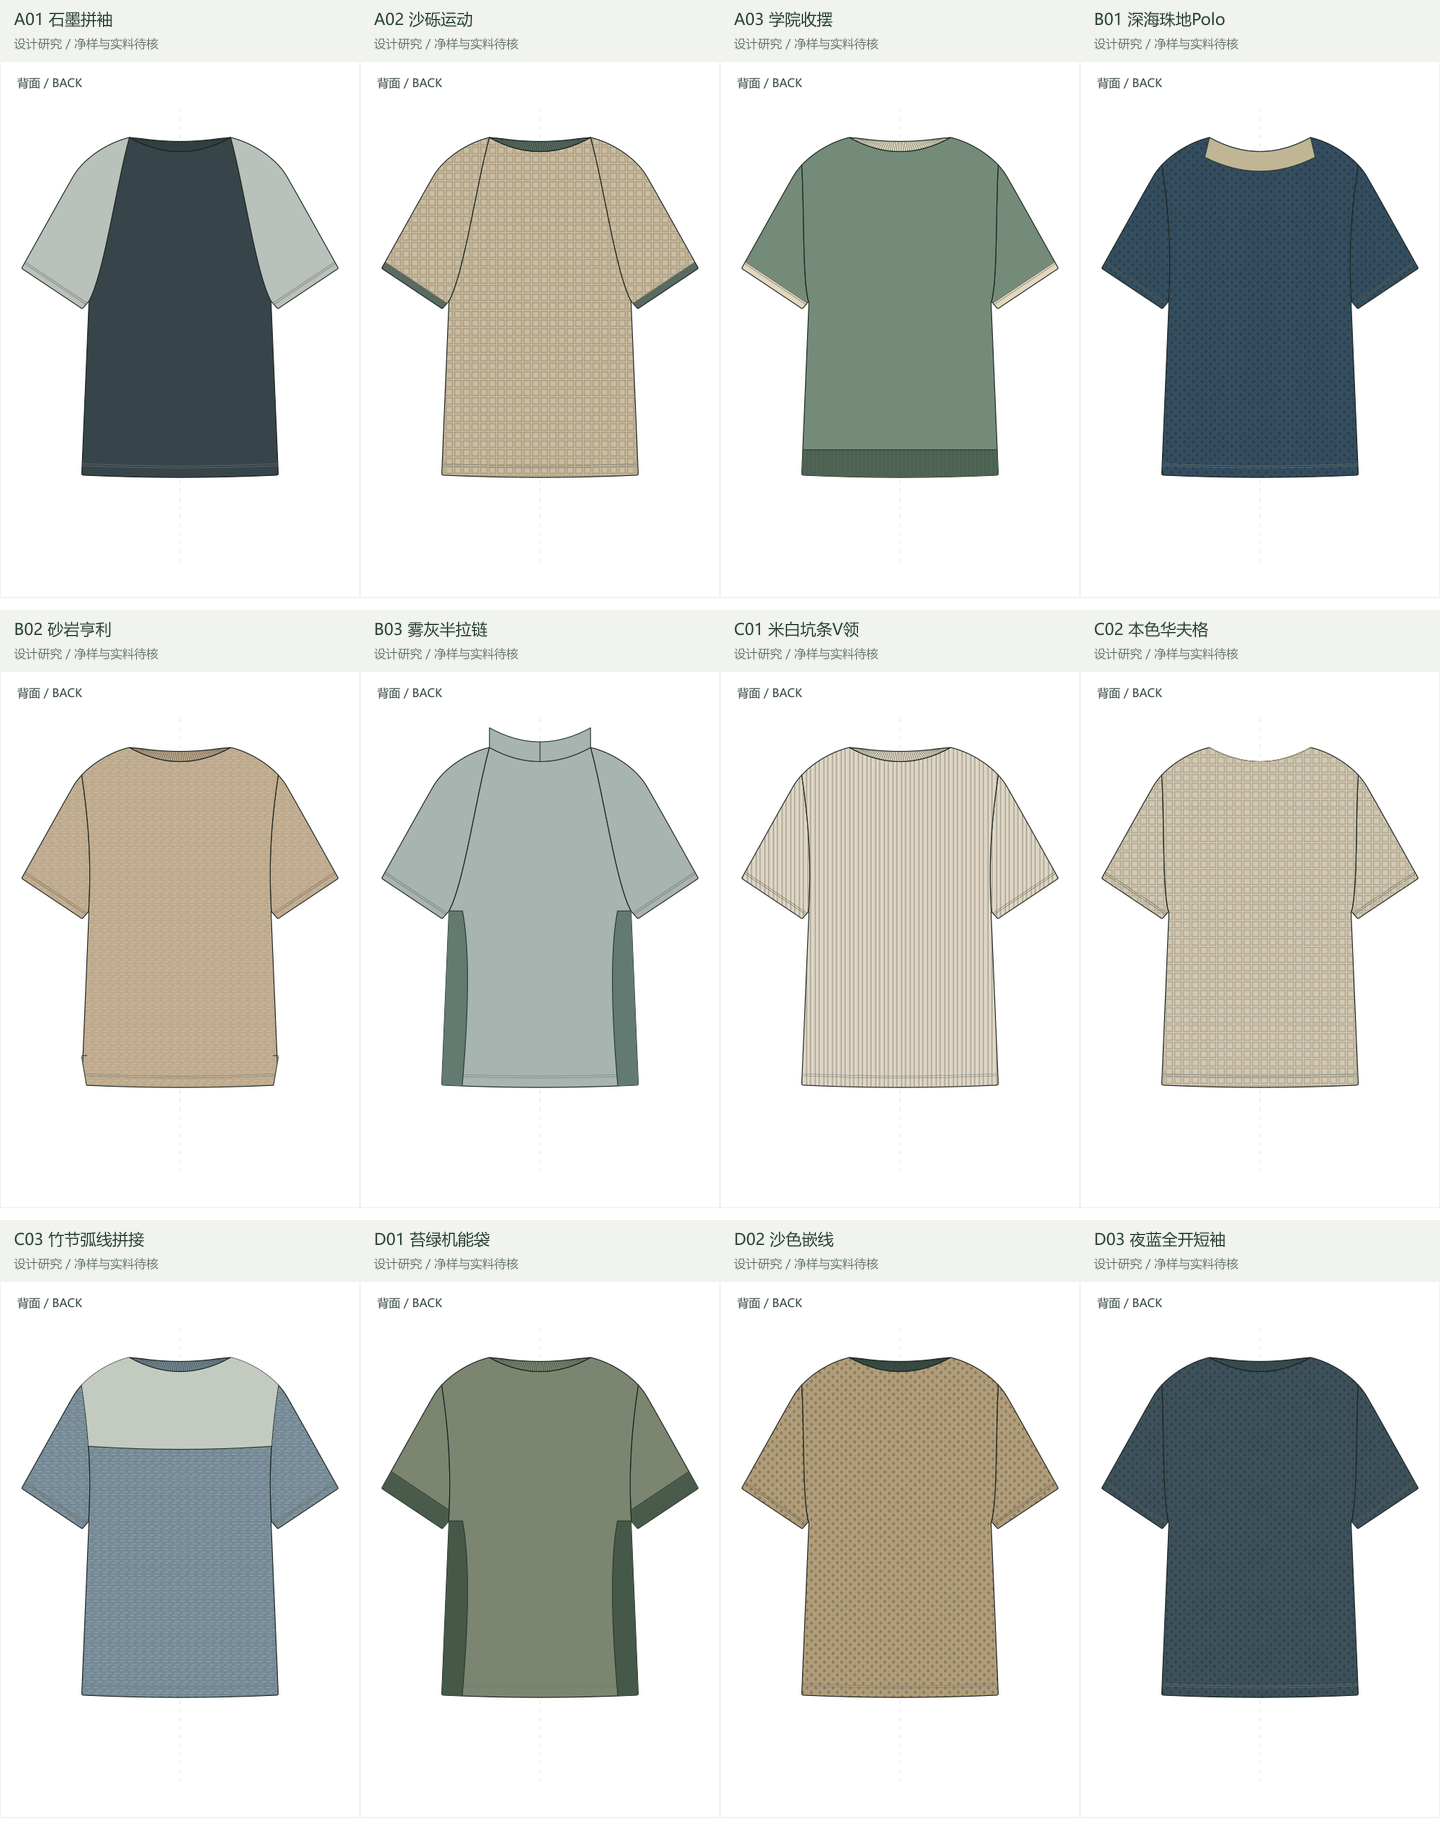 A01 石墨拼袖
设计研究 / 净样与实料待核
背面 / BACK
A02 沙砾运动
设计研究 / 净样与实料待核
背面 / BACK
A03 学院收摆
设计研究 / 净样与实料待核
背面 / BACK
B01 深海珠地Polo
设计研究 / 净样与实料待核
背面 / BACK
B02 砂岩亨利
设计研究 / 净样与实料待核
背面 / BACK
B03 雾灰半拉链
设计研究 / 净样与实料待核
背面 / BACK
C01 米白坑条V领
设计研究 / 净样与实料待核
背面 / BACK
C02 本色华夫格
设计研究 / 净样与实料待核
背面 / BACK
C03 竹节弧线拼接
设计研究 / 净样与实料待核
背面 / BACK
D01 苔绿机能袋
设计研究 / 净样与实料待核
背面 / BACK
D02 沙色嵌线
设计研究 / 净样与实料待核
背面 / BACK
D03 夜蓝全开短袖
设计研究 / 净样与实料待核
背面 / BACK